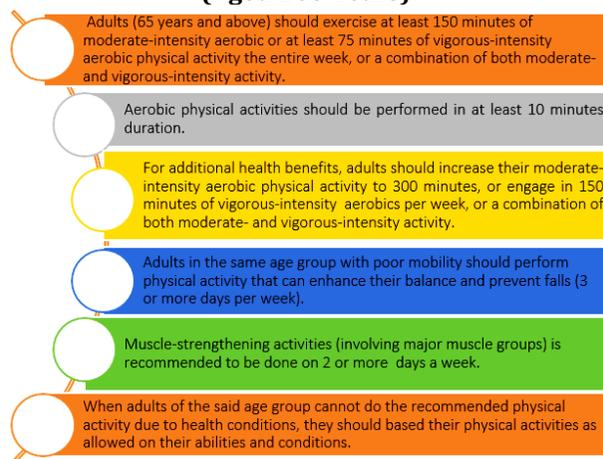 Adults (65 years and above) should exercise at least 150 minutes of
moderate-intensity aerobic or at least 75 minutes of vigorous-intensity
aerobic physical activity the entire week, or a combination of both moderate-
and vigorous-intensity activity.
Aerobic physical activities should be performed in at least 10 minutes
duration.
For additional health benefits, adults should increase their moderate-
intensity aerobic physical activity to 300 minutes, or engage in 150
minutes of vigorous-intensity aerobics per week, or a combination of
both moderate- and vigorous-intensity activity.
Adults in the same age group with poor mobility should perform
physical activity that can enhance their balance and prevent falls (3
or more days per week).
Muscle-strengthening activities (involving major muscle groups) is
recommended to be done on 2 or more days a week.
When adults of the said age group cannot do the recommended physical
activity due to health conditions, they should based their physical activities as
allowed on their abilities and conditions.